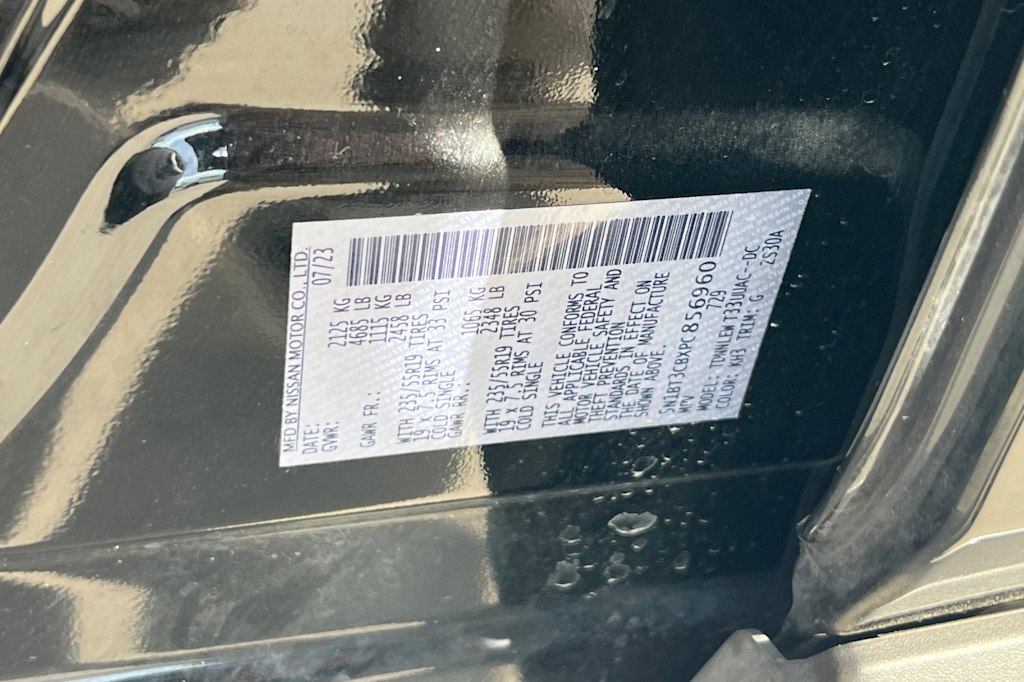 MFD BY NISSAN MOTOR CO., LTD.
DATE: 07/23
GWR: 2125 KG
4685 LB
GAWR FR.: 1115 KG
2458 LB
WITH 235/55R19 TIRES
19 X 7.5 RIMS AT 33 PSI
COLD SINGLE
GAWR RR.: 1065 KG
2348 LB
WITH 235/55R19 TIRES
19 X 7.5 RIMS AT 30 PSI
COLD SINGLE
THIS VEHICLE CONFORMS TO
ALL APPLICABLE FEDERAL
MOTOR VEHICLE SAFETY AND
THEFT PREVENTION
STANDARDS IN EFFECT ON
THE DATE OF MANUFACTURE
SHOWN ABOVE.
5N1BT3CBXPC856960
MPV 729
MODEL: TPNNLEW T33UUAC--DC
COLOR: KH3 TRIM:G ZS30A